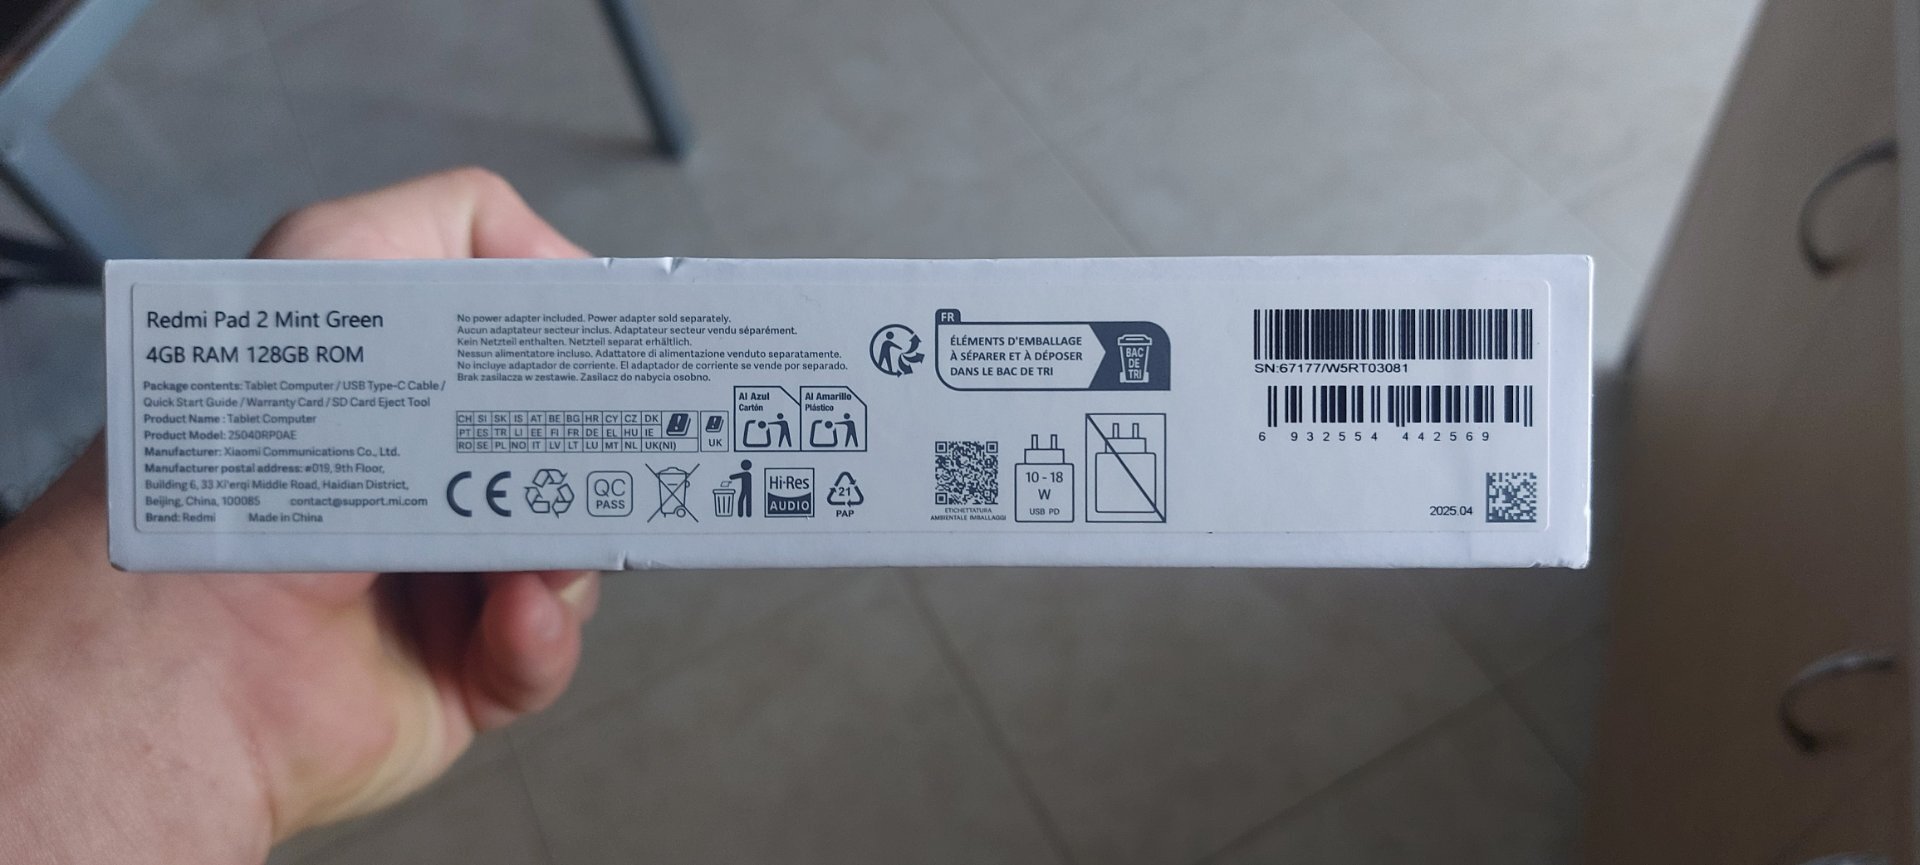 Redmi Pad 2 Mint Green
4GB RAM 128GB ROM
Package contents: Tablet Computer / USB Type-C Cable /
Quick Start Guide / Warranty Card / SD Card Eject Tool
Product Name : Tablet Computer
Product Model: 25040RP0AE
Manufacturer: Xiaomi Communications Co., Ltd.
Manufacturer postal address: #019, 9th Floor,
Building 6, 33 Xi'erqi Middle Road, Haidian District,
Beijing, China, 100085 contact@support.mi.com
Brand: Redmi Made in China
No power adapter included. Power adapter sold separately.
Aucun adaptateur secteur inclus. Adaptateur secteur vendu séparément.
Kein Netzteil enthalten. Netzteil separat erhältlich.
Nessun alimentatore incluso. Adattatore di alimentazione venduto separatamente.
No incluye adaptador de corriente. El adaptador de corriente se vende por separado.
Brak zasilacza w zestawie. Zasilacz do nabycia osobno.
CH SI SK IS AT BE BG HR CY CZ DK
PT ES TR LI EE FI FR DE EL HU IE
RO SE PL NO IT LV LT LU MT NL UK(NI)
UK
Al Azul
Cartón
Al Amarillo
Plástico
CE
QC
PASS
Hi-Res
AUDIO
21
PAP
FR
ÉLÉMENTS D'EMBALLAGE
À SÉPARER ET À DÉPOSER
DANS LE BAC DE TRI
BAC
DE
TRI
ETICHETTATURA
AMBIENTALE IMBALLAGGI
10 - 18
W
USB PD
SN:67177/W5RT03081
6 932554 442569
2025.04